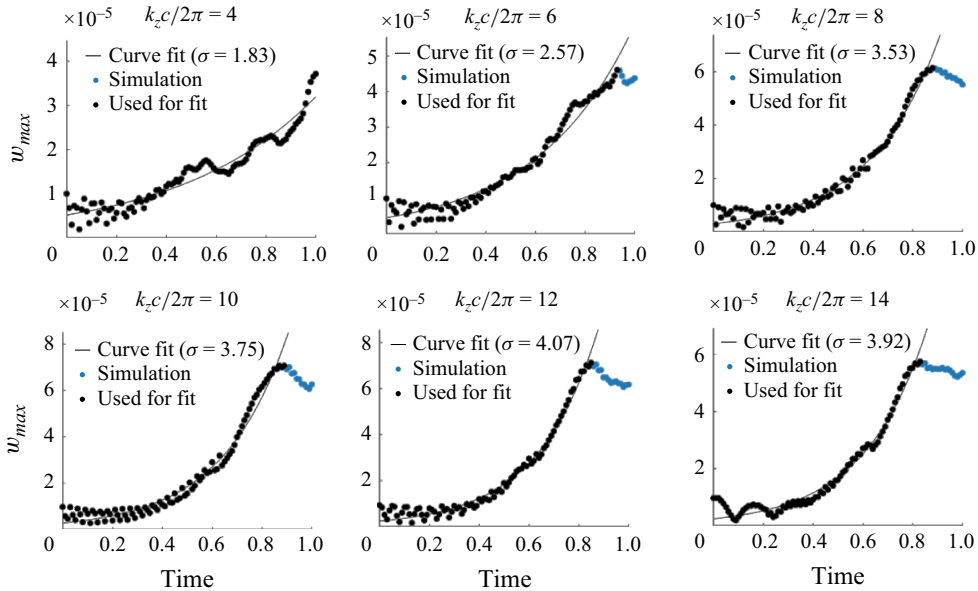 ×10⁻⁵ k_z c/2π = 4
— Curve fit (σ = 1.83)
Simulation
Used for fit
4
3
2
1
w_max
0 0.2 0.4 0.6 0.8 1.0
×10⁻⁵ k_z c/2π = 6
— Curve fit (σ = 2.57)
Simulation
Used for fit
5
4
3
2
1
0 0.2 0.4 0.6 0.8 1.0
×10⁻⁵ k_z c/2π = 8
— Curve fit (σ = 3.53)
Simulation
Used for fit
6
4
2
0 0.2 0.4 0.6 0.8 1.0
×10⁻⁵ k_z c/2π = 10
— Curve fit (σ = 3.75)
Simulation
Used for fit
8
6
4
2
w_max
0 0.2 0.4 0.6 0.8 1.0
Time
×10⁻⁵ k_z c/2π = 12
— Curve fit (σ = 4.07)
Simulation
Used for fit
8
6
4
2
0 0.2 0.4 0.6 0.8 1.0
Time
×10⁻⁵ k_z c/2π = 14
— Curve fit (σ = 3.92)
Simulation
Used for fit
6
4
2
0 0.2 0.4 0.6 0.8 1.0
Time